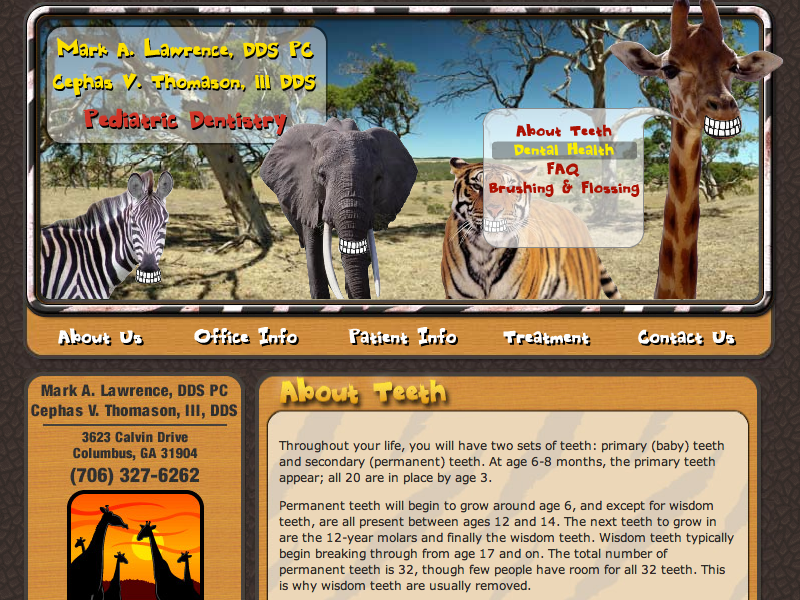 Mark A. Lawrence, DDS PC
Cephas V. Thomason, III DDS
Pediatric Dentistry
About Teeth
Dental Health
FAQ
Brushing & Flossing
About Us
Office Info
Patient Info
Treatment
Contact Us
Mark A. Lawrence, DDS PC
Cephas V. Thomason, III, DDS
3623 Calvin Drive
Columbus, GA 31904
(706) 327-6262
About Teeth
Throughout your life, you will have two sets of teeth: primary (baby) teeth
and secondary (permanent) teeth. At age 6-8 months, the primary teeth
appear; all 20 are in place by age 3.
Permanent teeth will begin to grow around age 6, and except for wisdom
teeth, are all present between ages 12 and 14. The next teeth to grow in
are the 12-year molars and finally the wisdom teeth. Wisdom teeth typically
begin breaking through from age 17 and on. The total number of
permanent teeth is 32, though few people have room for all 32 teeth. This
is why wisdom teeth are usually removed.